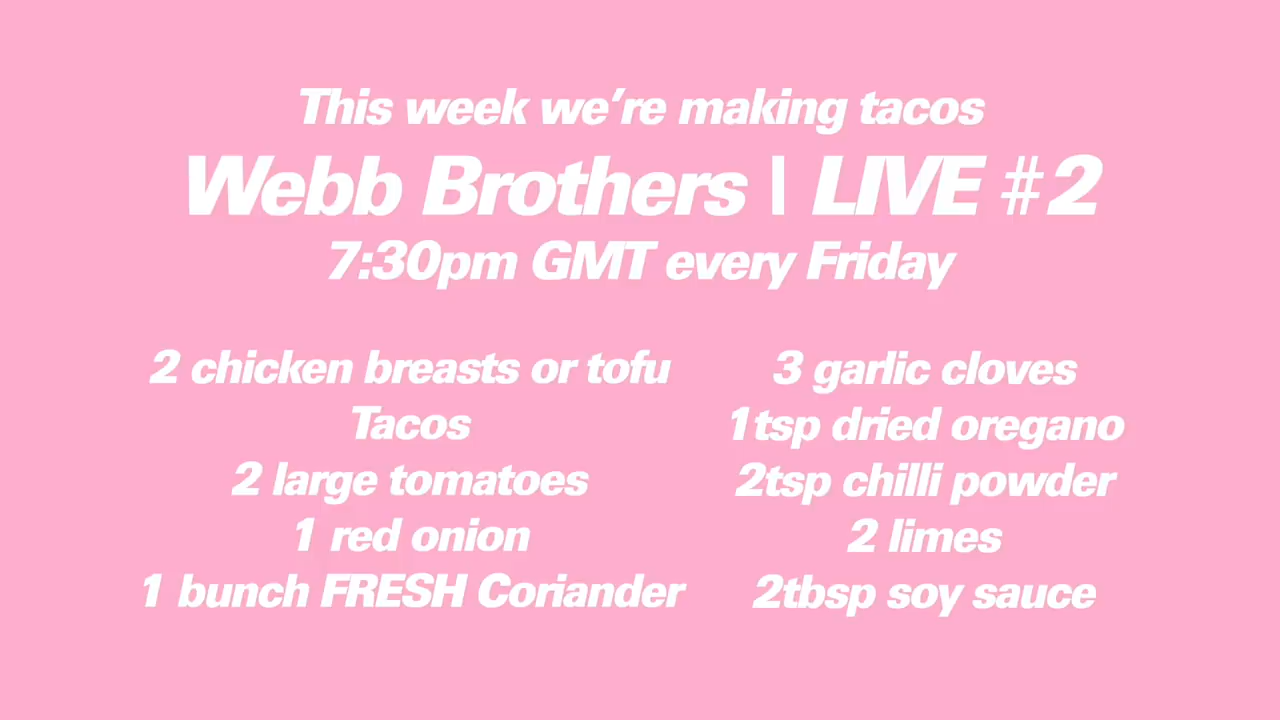 This week we're making tacos
Webb Brothers | LIVE #2
7:30pm GMT every Friday
2 chicken breasts or tofu
Tacos
2 large tomatoes
1 red onion
1 bunch FRESH Coriander
3 garlic cloves
1tsp dried oregano
2tsp chilli powder
2 limes
2tbsp soy sauce